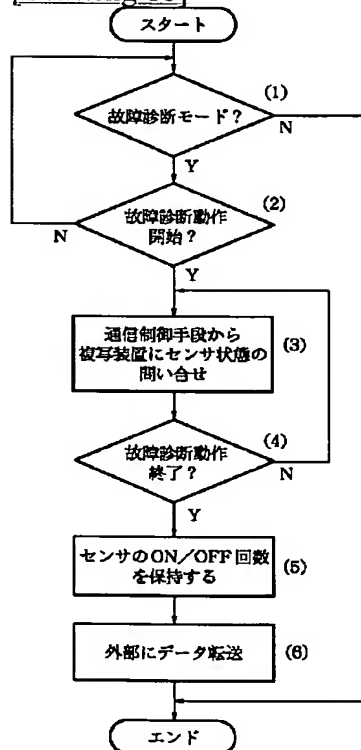 スタート
故障診断モード?
(1)
N
Y
故障診断動作
開始?
(2)
N
Y
通信制御手段から
複写装置にセンサ状態の
問い合せ
(3)
故障診断動作
終了?
(4)
N
Y
センサのON/OFF回数
を保持する
(5)
外部にデータ転送
(6)
エンド